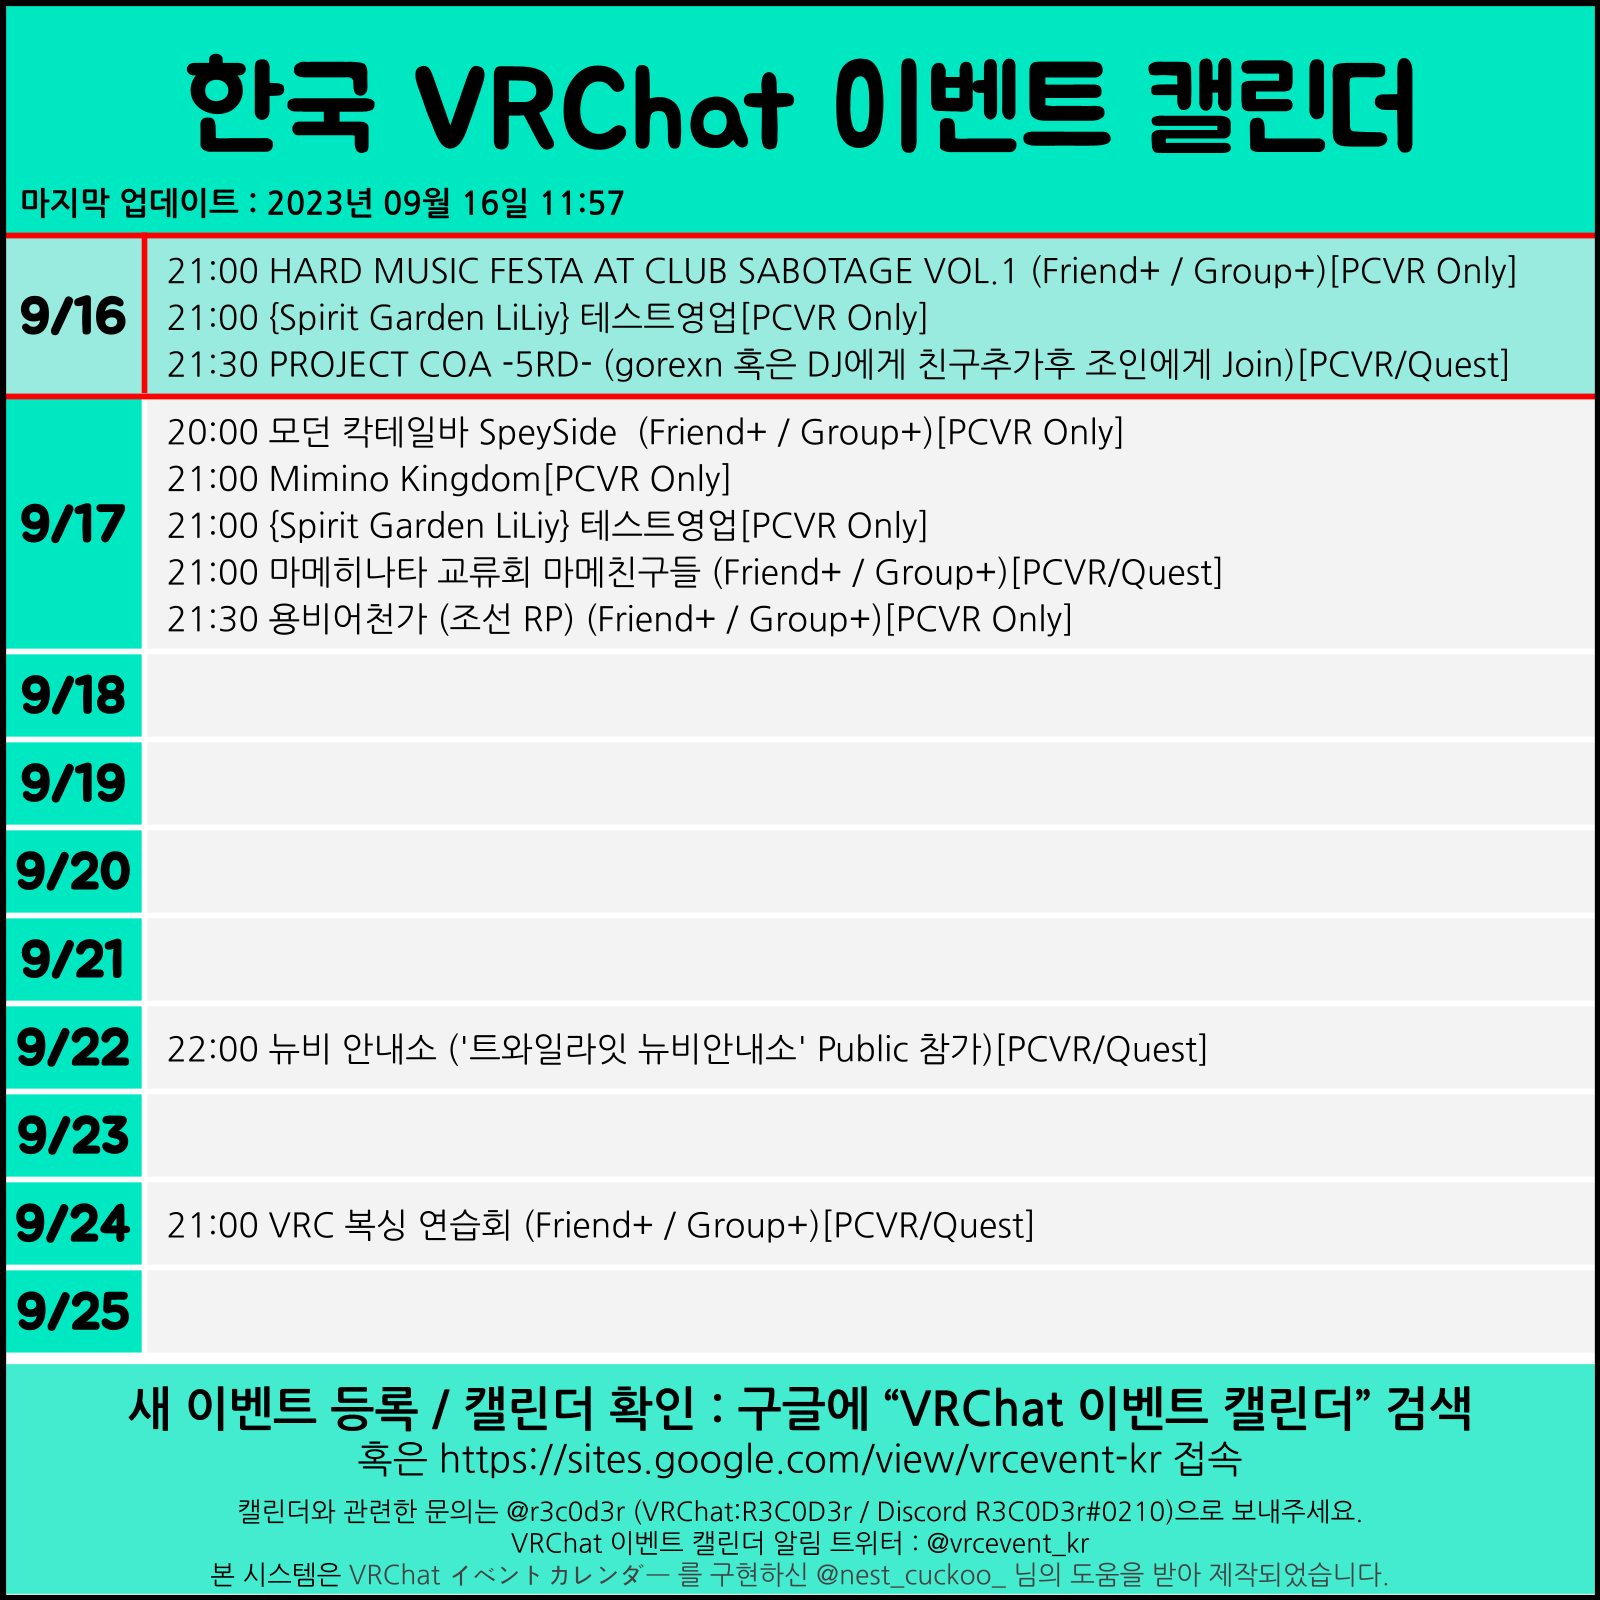 한국 VRChat 이벤트 캘린더
마지막 업데이트 : 2023년 09월 16일 11:57
9/16
21:00 HARD MUSIC FESTA AT CLUB SABOTAGE VOL.1 (Friend+ / Group+)[PCVR Only]
21:00 {Spirit Garden LiLiy} 테스트영업[PCVR Only]
21:30 PROJECT COA -5RD- (gorexn 혹은 DJ에게 친구추가후 조인에게 Join)[PCVR/Quest]
9/17
20:00 모던 칵테일바 SpeySide  (Friend+ / Group+)[PCVR Only]
21:00 Mimino Kingdom[PCVR Only]
21:00 {Spirit Garden LiLiy} 테스트영업[PCVR Only]
21:00 마메히나타 교류회 마메친구들 (Friend+ / Group+)[PCVR/Quest]
21:30 용비어천가 (조선 RP) (Friend+ / Group+)[PCVR Only]
9/18
9/19
9/20
9/21
9/22
22:00 뉴비 안내소 ('트와일라잇 뉴비안내소' Public 참가)[PCVR/Quest]
9/23
9/24
21:00 VRC 복싱 연습회 (Friend+ / Group+)[PCVR/Quest]
9/25
새 이벤트 등록 / 캘린더 확인 : 구글에 “VRChat 이벤트 캘린더” 검색
혹은 https://sites.google.com/view/vrcevent-kr 접속
캘린더와 관련한 문의는 @r3c0d3r (VRChat:R3C0D3r / Discord R3C0D3r#0210)으로 보내주세요.
VRChat 이벤트 캘린더 알림 트위터 : @vrcevent_kr
본 시스템은 VRChat イベントカレンダー 를 구현하신 @nest_cuckoo_ 님의 도움을 받아 제작되었습니다.